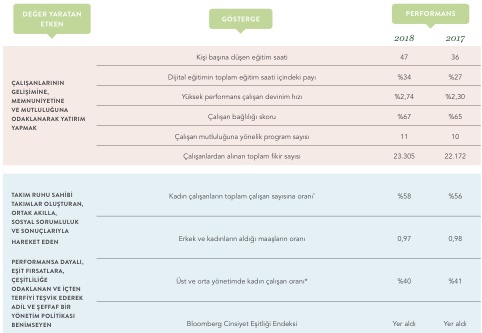 DEĞER YARATAN
ETKEN
GÖSTERGE
PERFORMANS
2018 2017
ÇALIŞANLARININ
GELİŞİMİNE,
MEMNUNİYETİNE
VE MUTLULUĞUNA
ODAKLANARAK YATIRIM
YAPMAK
Kişi başına düşen eğitim saati 47 36
Dijital eğitimin toplam eğitim saati içindeki payı %34 %27
Yüksek performans çalışan devinim hızı %2,74 %2,30
Çalışan bağlılığı skoru %67 %65
Çalışan mutluluğuna yönelik program sayısı 11 10
Çalışanlardan alınan toplam fikir sayısı 23.305 22.172
TAKIM RUHU SAHİBİ
TAKIMLAR OLUŞTURAN,
ORTAK AKILLA,
SOSYAL SORUMLULUK
VE SONUÇLARIYLA
HAREKET EDEN
Kadın çalışanların toplam çalışan sayısına oranı* %58 %56
Erkek ve kadınların aldığı maaşların oranı 0,97 0,98
PERFORMANSA DAYALI,
EŞİT FIRSATLARA,
ÇEŞİTLİLİĞE
ODAKLANAN VE İÇTEN
TERFİYİ TEŞVİK EDEREK
ADİL VE ŞEFFAF BİR
YÖNETİM POLİTİKASI
BENİMSEYEN
Üst ve orta yönetimde kadın çalışan oranı* %40 %41
Bloomberg Cinsiyet Eşitliği Endeksi Yer aldı Yer aldı